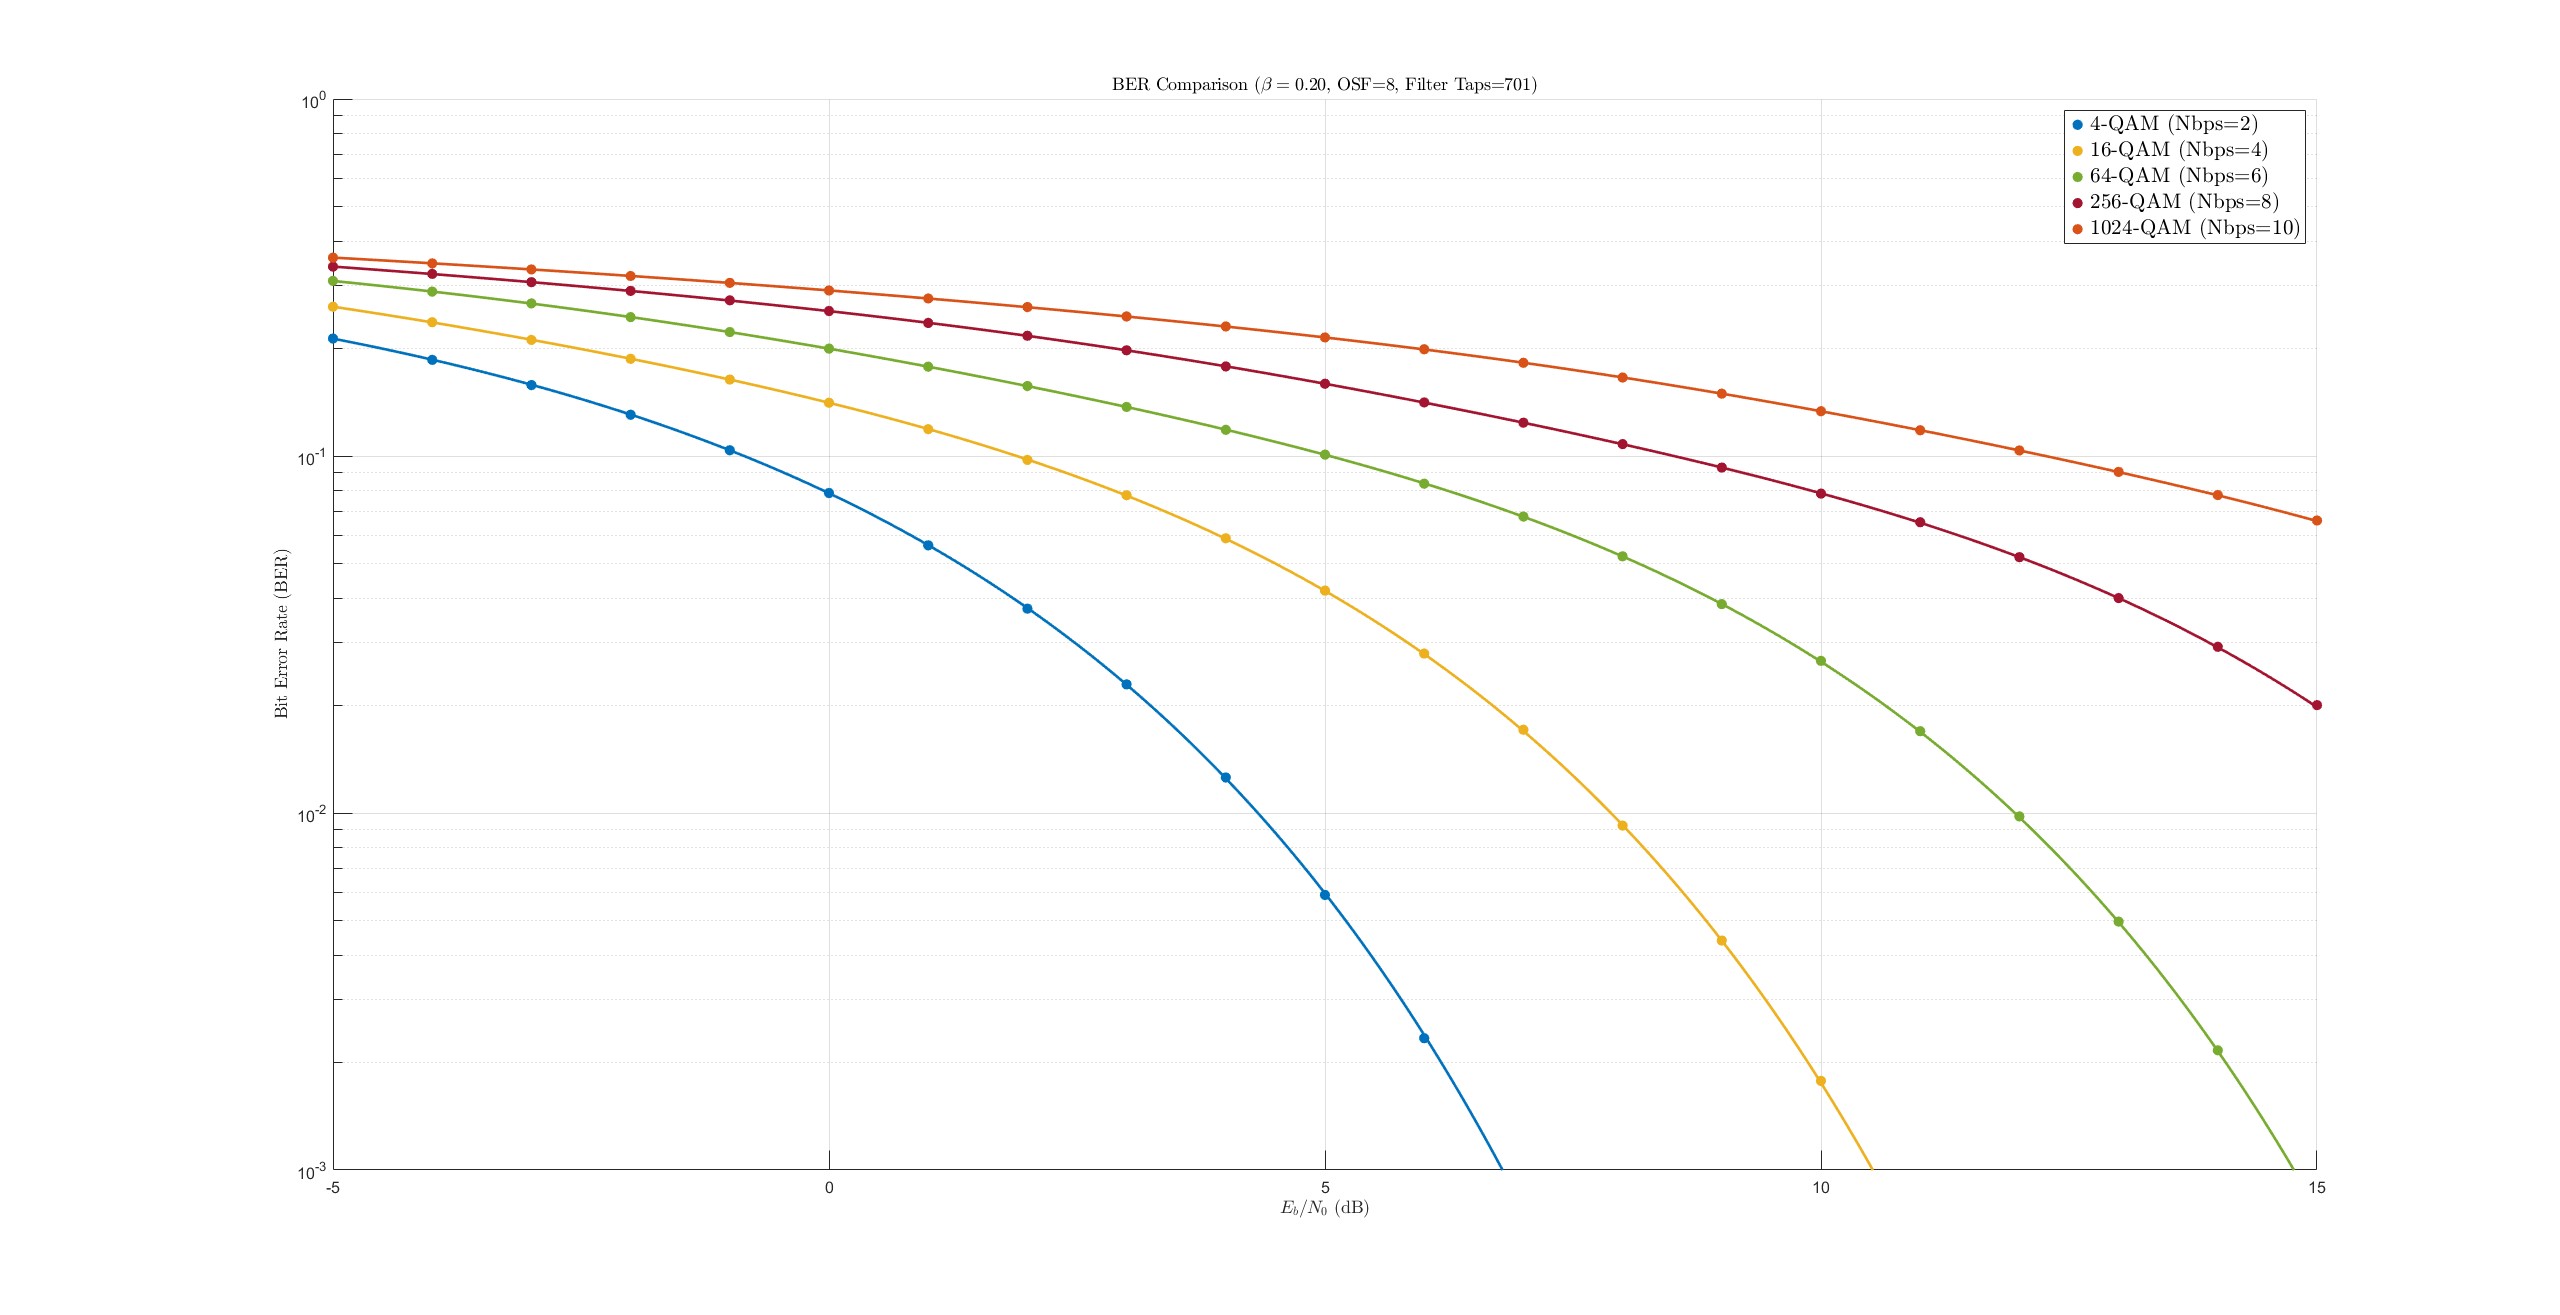 BER Comparison (β = 0.20, OSF=8, Filter Taps=701)
4-QAM (Nbps=2)
16-QAM (Nbps=4)
64-QAM (Nbps=6)
256-QAM (Nbps=8)
1024-QAM (Nbps=10)
Bit Error Rate (BER)
10⁰
10⁻¹
10⁻²
10⁻³
-5 0 5 10 15
E_b/N_0 (dB)